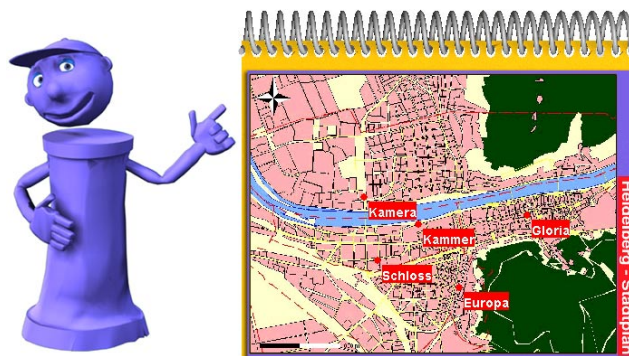 Kamera
Kammer
Gloria
Schloss
Europa
Heidelberg - Stadtplan